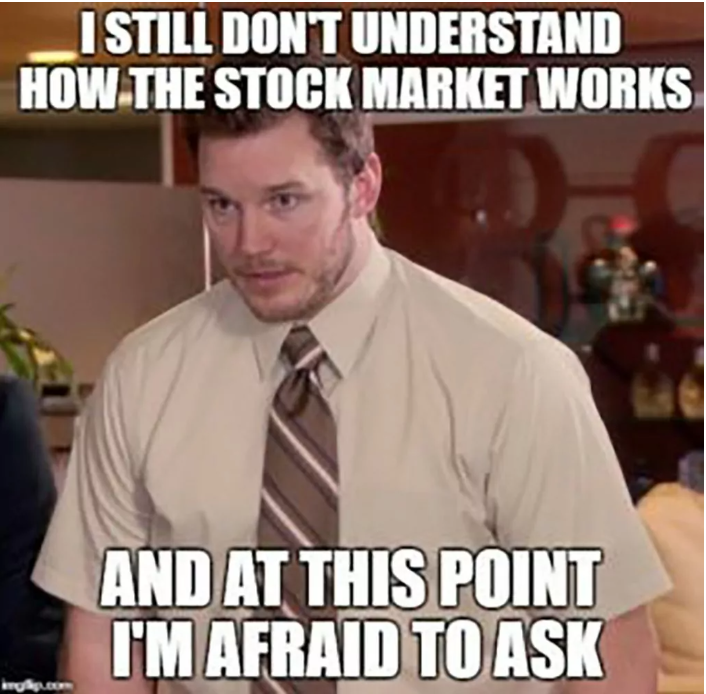 I STILL DON'T UNDERSTAND
HOW THE STOCK MARKET WORKS
AND AT THIS POINT
I'M AFRAID TO ASK
imgflip.com